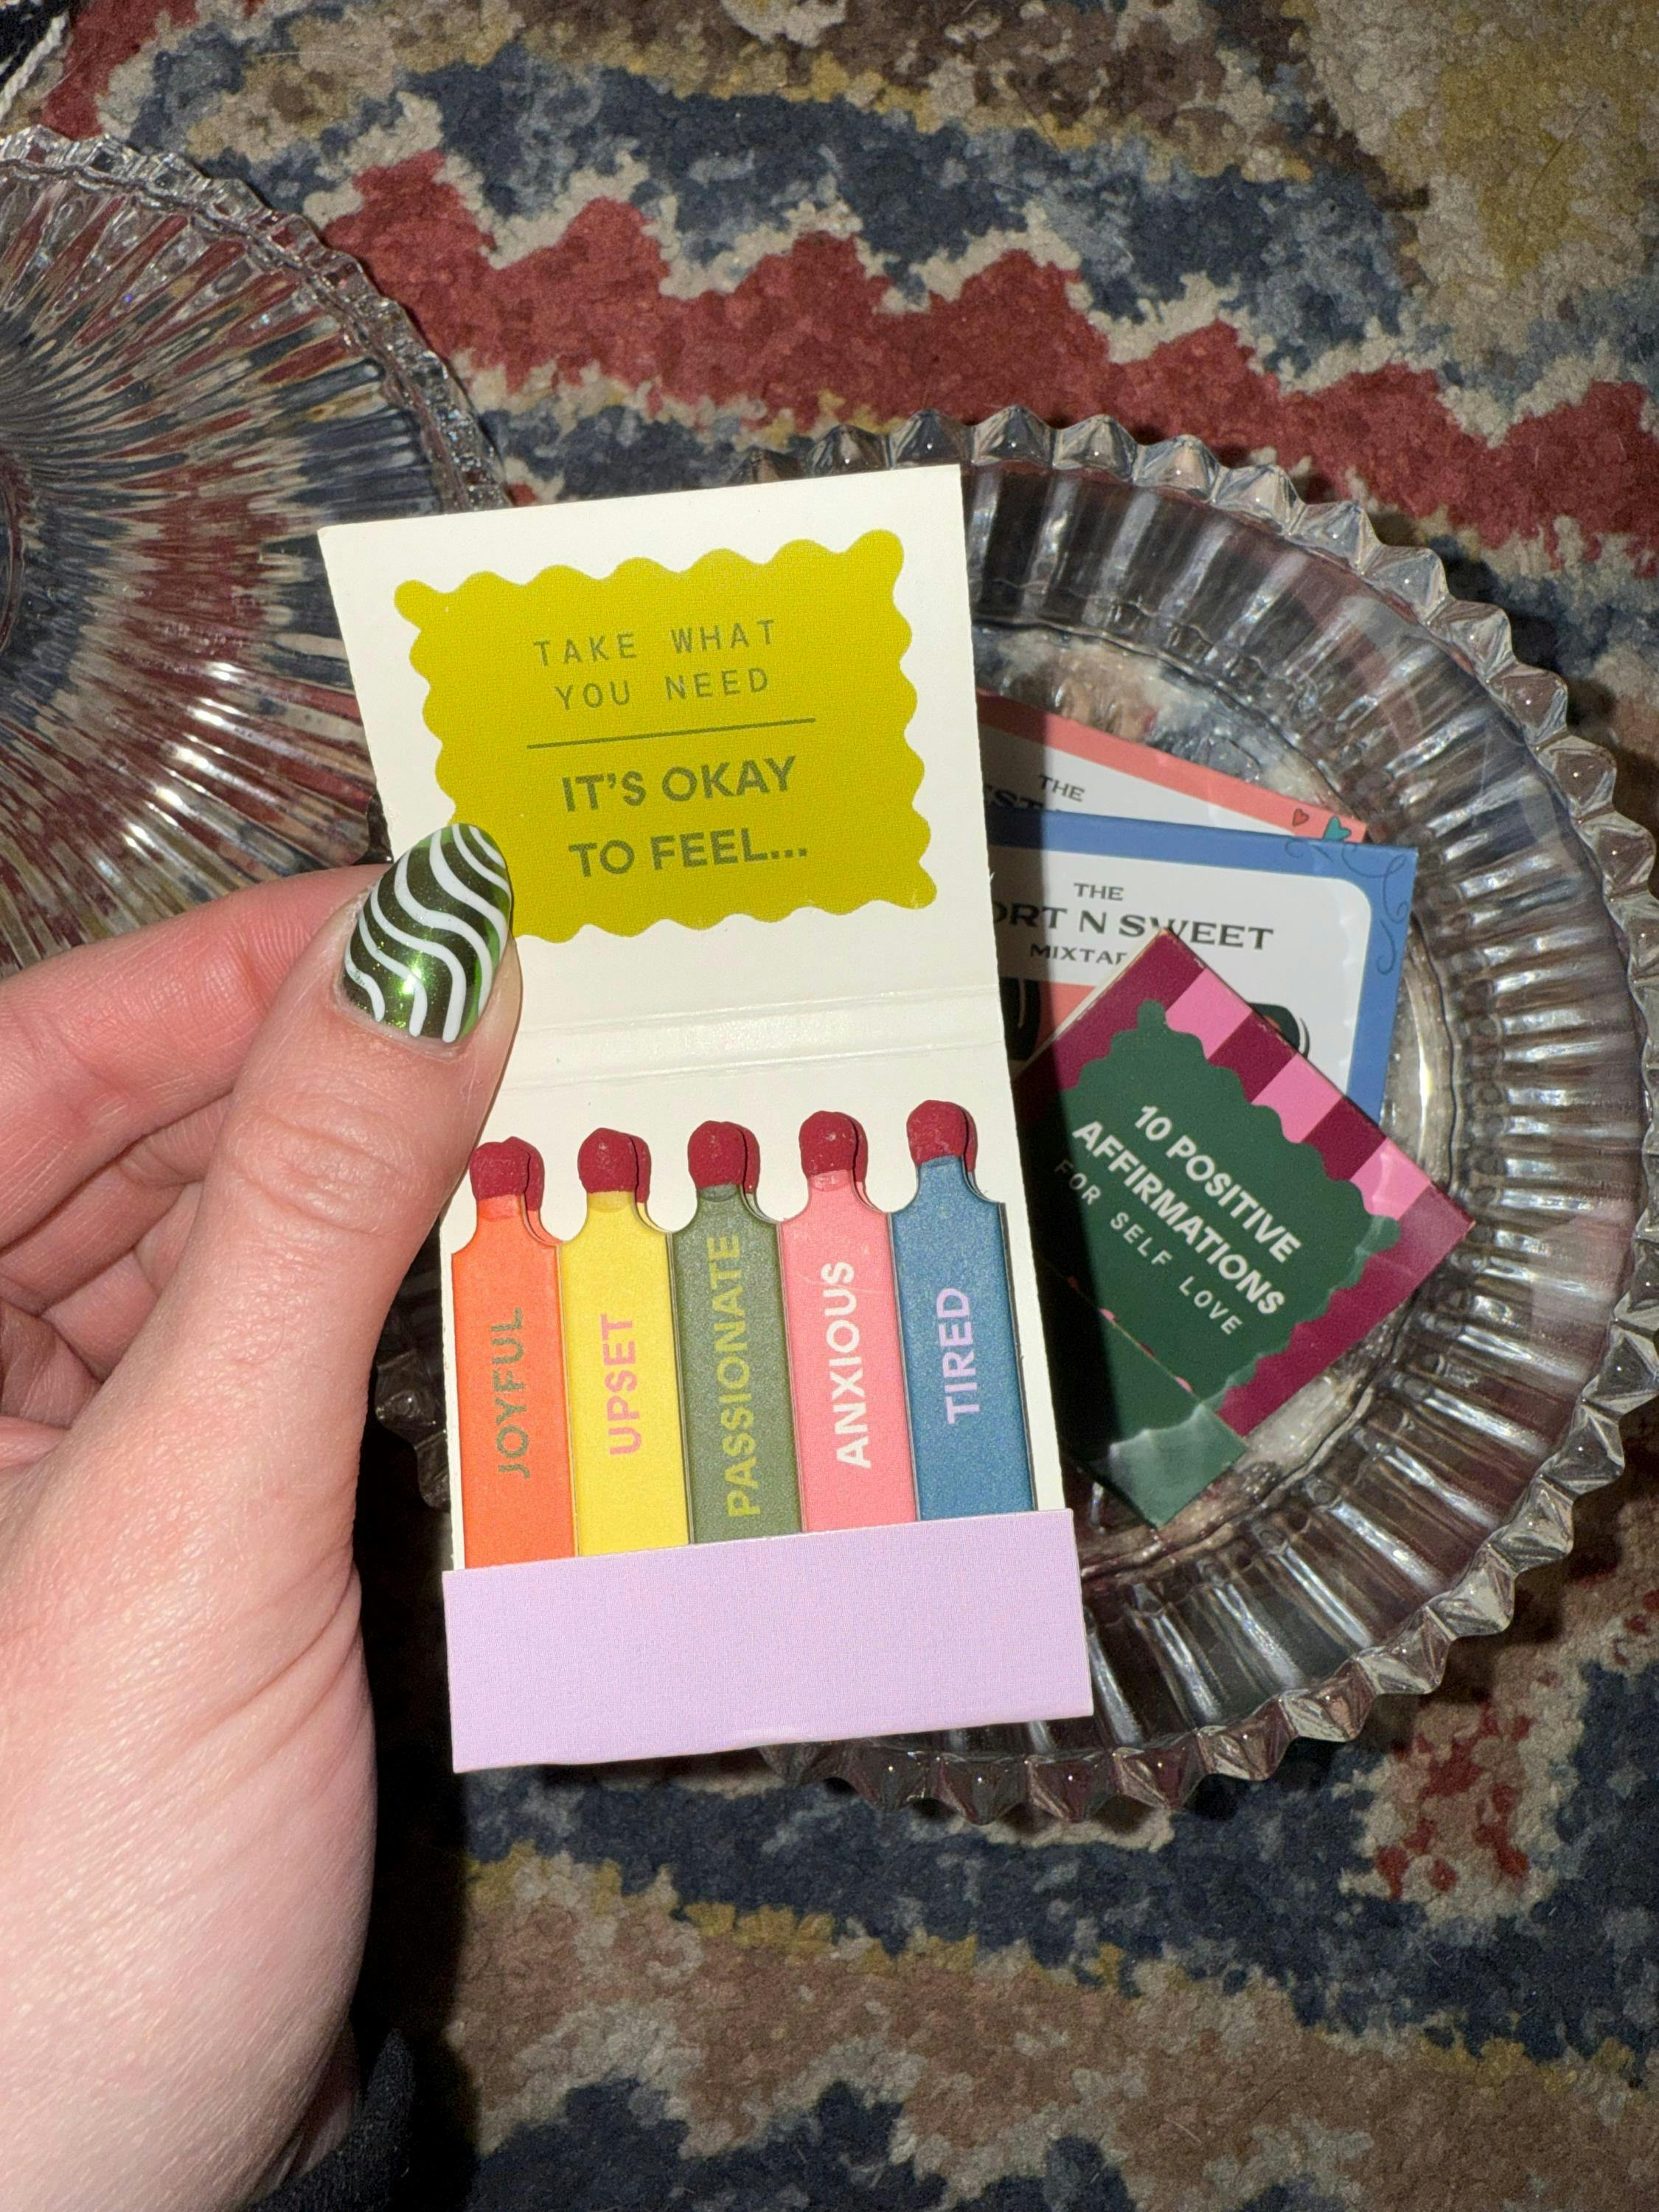 TAKE WHAT
YOU NEED
IT'S OKAY
TO FEEL...
JOYFUL
UPSET
PASSIONATE
ANXIOUS
TIRED
THE
THE
N SWEET
10 POSITIVE
AFFIRMATIONS
FOR SELF LOVE